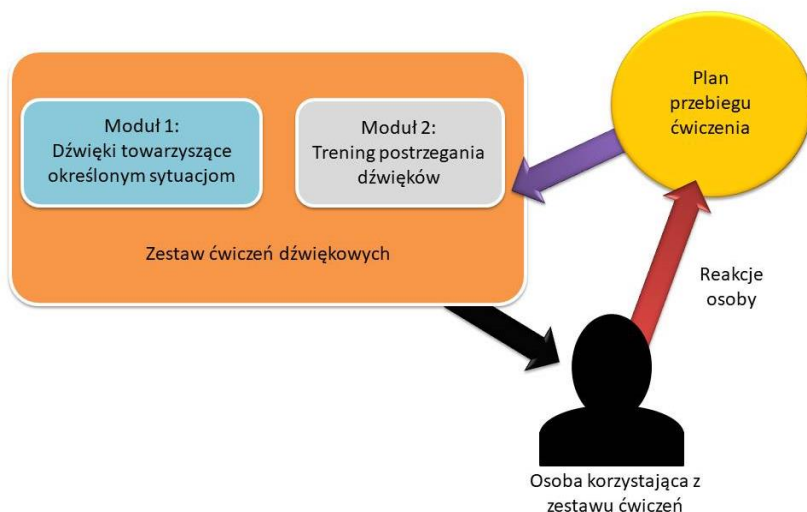 Moduł 1:
Dźwięki towarzyszące
określonym sytuacjom
Moduł 2:
Trening postrzegania
dźwięków
Zestaw ćwiczeń dźwiękowych
Plan
przebiegu
ćwiczenia
Reakcje
osoby
Osoba korzystająca z
zestawu ćwiczeń